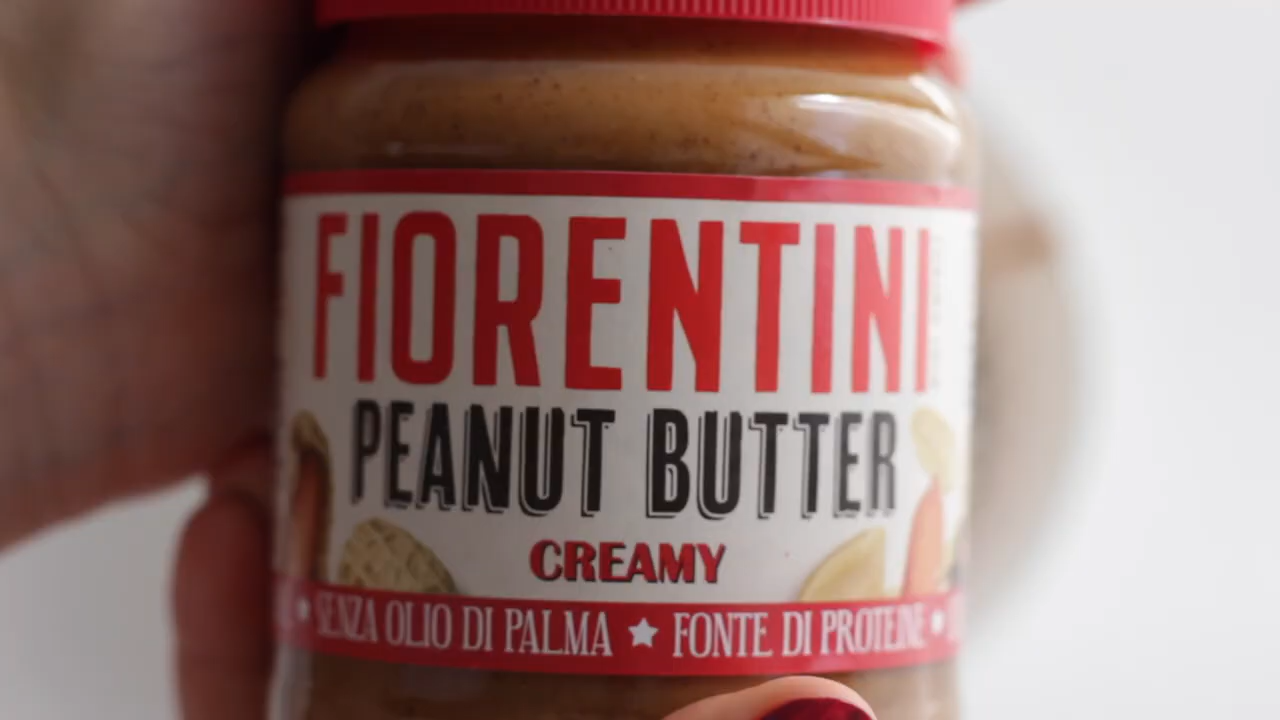 FIORENTINI
PEANUT BUTTER
CREAMY
SENZA OLIO DI PALMA ★ FONTE DI PROTEINE